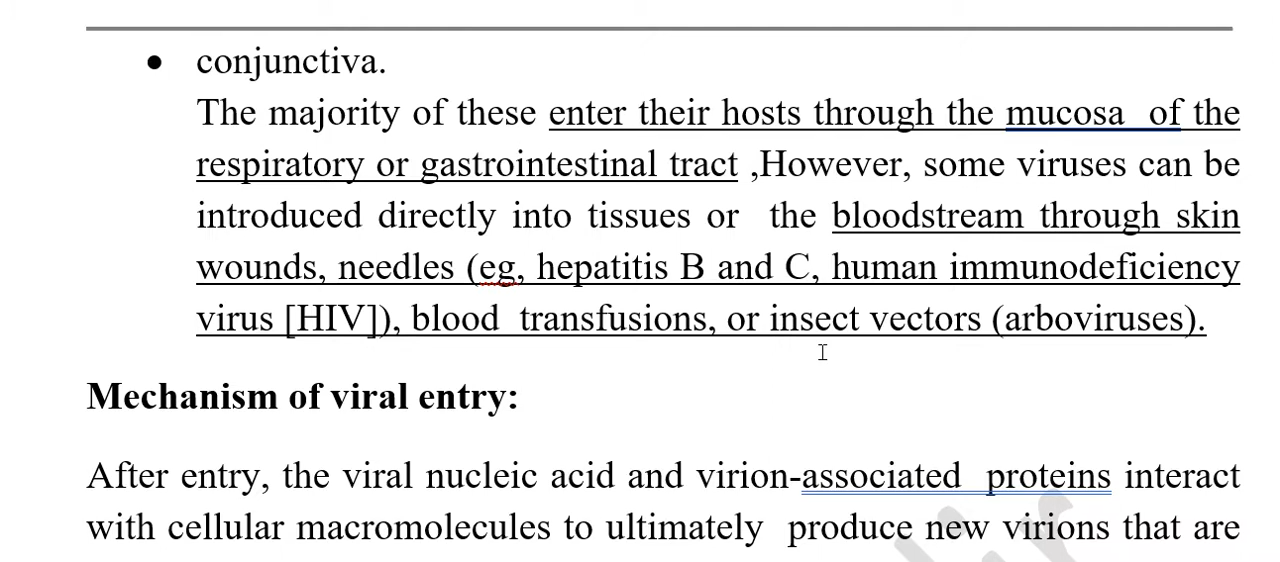 • conjunctiva.
The majority of these enter their hosts through the mucosa of the
respiratory or gastrointestinal tract ,However, some viruses can be
introduced directly into tissues or the bloodstream through skin
wounds, needles (eg, hepatitis B and C, human immunodeficiency
virus [HIV]), blood transfusions, or insect vectors (arboviruses).
Mechanism of viral entry:
After entry, the viral nucleic acid and virion-associated proteins interact
with cellular macromolecules to ultimately produce new virions that are